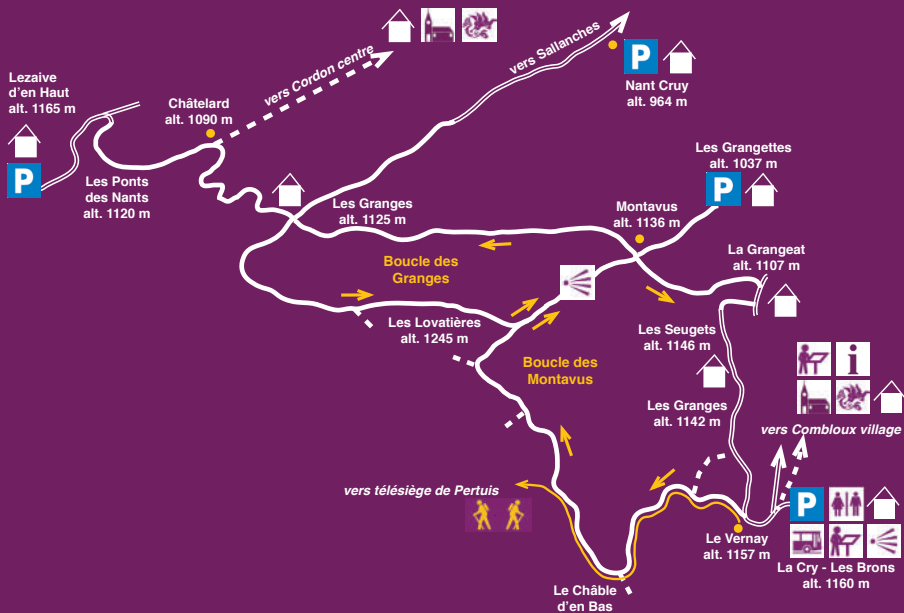 vers Cordon centre
vers Sallanches
P
Nant Cruy
alt. 964 m
Lezaive
d'en Haut
alt. 1165 m
P
Châtelard
alt. 1090 m
Les Ponts
des Nants
alt. 1120 m
Les Granges
alt. 1125 m
Les Grangettes
alt. 1037 m
P
Montavus
alt. 1136 m
La Grangeat
alt. 1107 m
Boucle des
Granges
Les Lovatières
alt. 1245 m
Les Seugets
alt. 1146 m
Boucle des
Montavus
i
Les Granges
alt. 1142 m
vers Combloux village
vers télésiège de Pertuis
P
Le Vernay
alt. 1157 m
La Cry - Les Brons
alt. 1160 m
Le Châble
d'en Bas